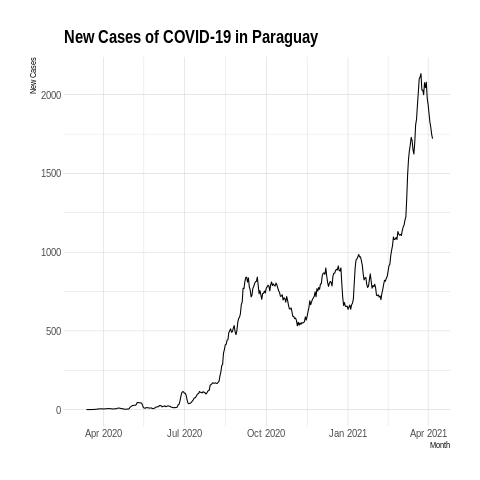 New Cases of COVID-19 in Paraguay
New Cases
2000
1500
1000
500
0
Apr 2020 Jul 2020 Oct 2020 Jan 2021 Apr 2021
Month